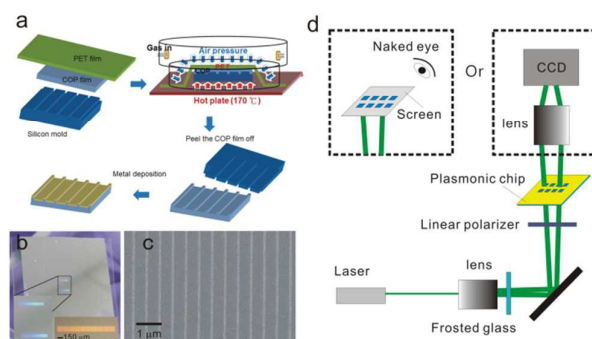 a
PET film
COP film
Silicon mold
Gas in
Air pressure
PET
COP
Hot plate (170 ℃)
Peel the COP film off
Metal deposition
b
150 μm
c
1 μm
d
Naked eye
Screen
Or
CCD
lens
Plasmonic chip
Linear polarizer
Laser
lens
Frosted glass